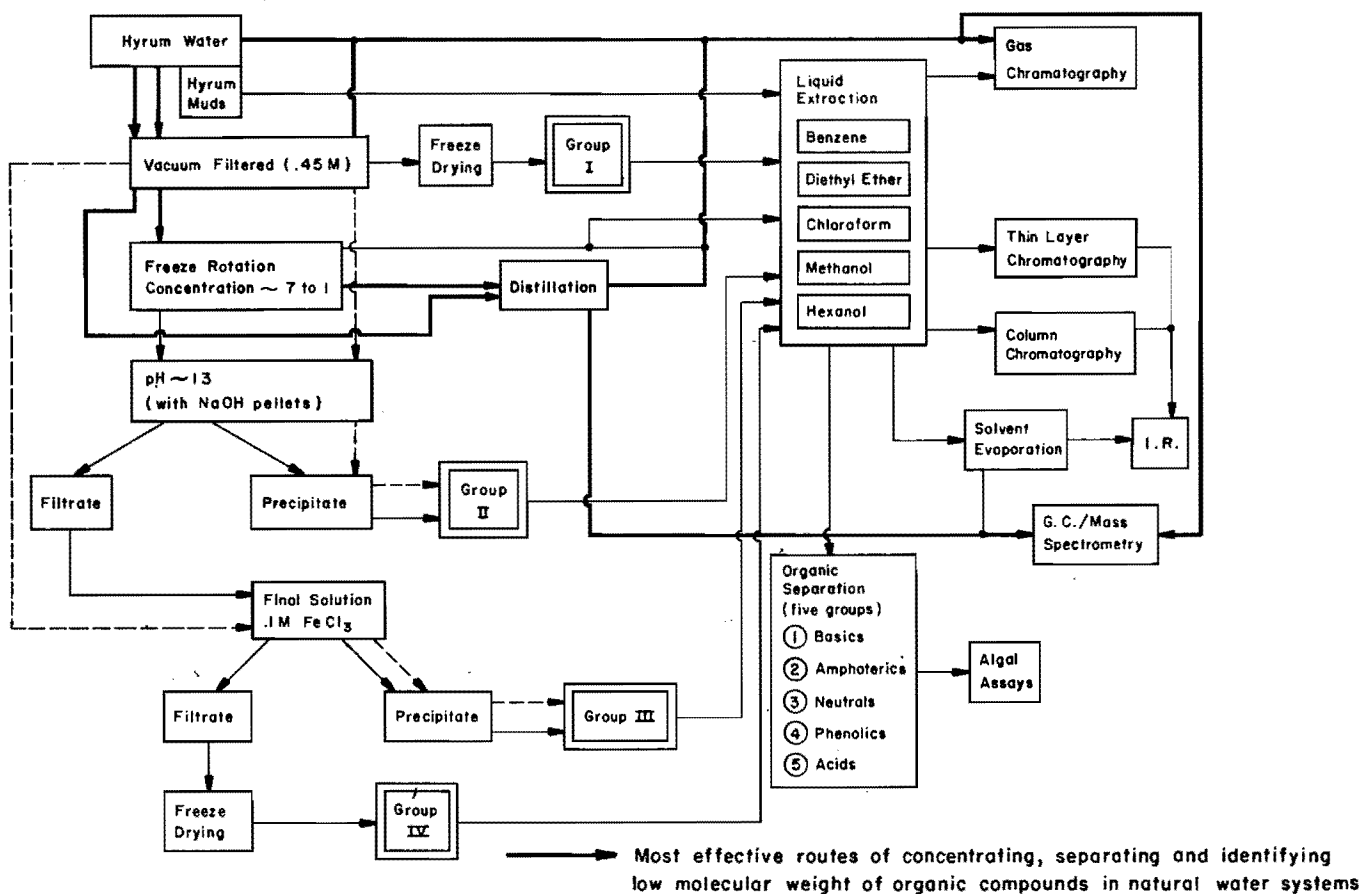 Hyrum Water
Hyrum
Muds
Vacuum Filtered (.45M)
Freeze
Drying
Group
I
Freeze Rotation
Concentration ~ 7 to 1
Distillation
pH ~ 13
(with NaOH pellets)
Filtrate
Precipitate
Group
II
Final Solution
.1M FeCl3
Filtrate
Precipitate
Group III
Freeze
Drying
Group
IV
Liquid
Extraction
Benzene
Diethyl Ether
Chloraform
Methanol
Hexanol
Gas
Chramatography
Thin Layer
Chromatography
Column
Chromatography
Solvent
Evaporation
I.R.
G.C./Mass
Spectrometry
Organic
Separation
(five groups)
1 Basics
2 Amphoterics
3 Neutrals
4 Phenolics
5 Acids
Algal
Assays
Most effective routes of concentrating, separating and identifying
low molecular weight of organic compounds in natural water systems